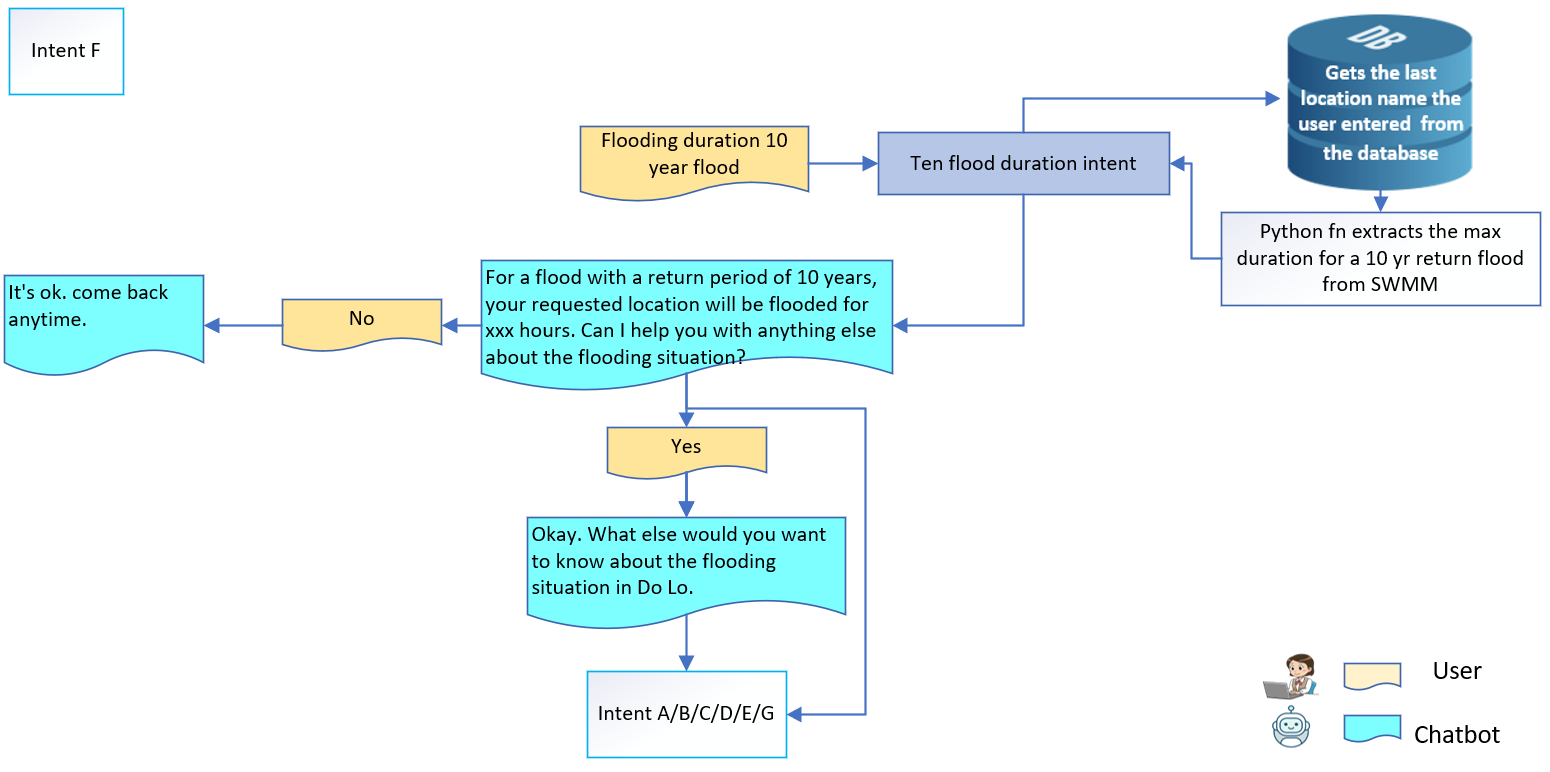 Intent F
DB
Gets the last
location name the
user entered from
the database
Flooding duration 10
year flood
Ten flood duration intent
Python fn extracts the max
duration for a 10 yr return flood
from SWMM
For a flood with a return period of 10 years,
your requested location will be flooded for
xxx hours. Can I help you with anything else
about the flooding situation?
No
It's ok. come back
anytime.
Yes
Okay. What else would you want
to know about the flooding
situation in Do Lo.
Intent A/B/C/D/E/G
User
Chatbot